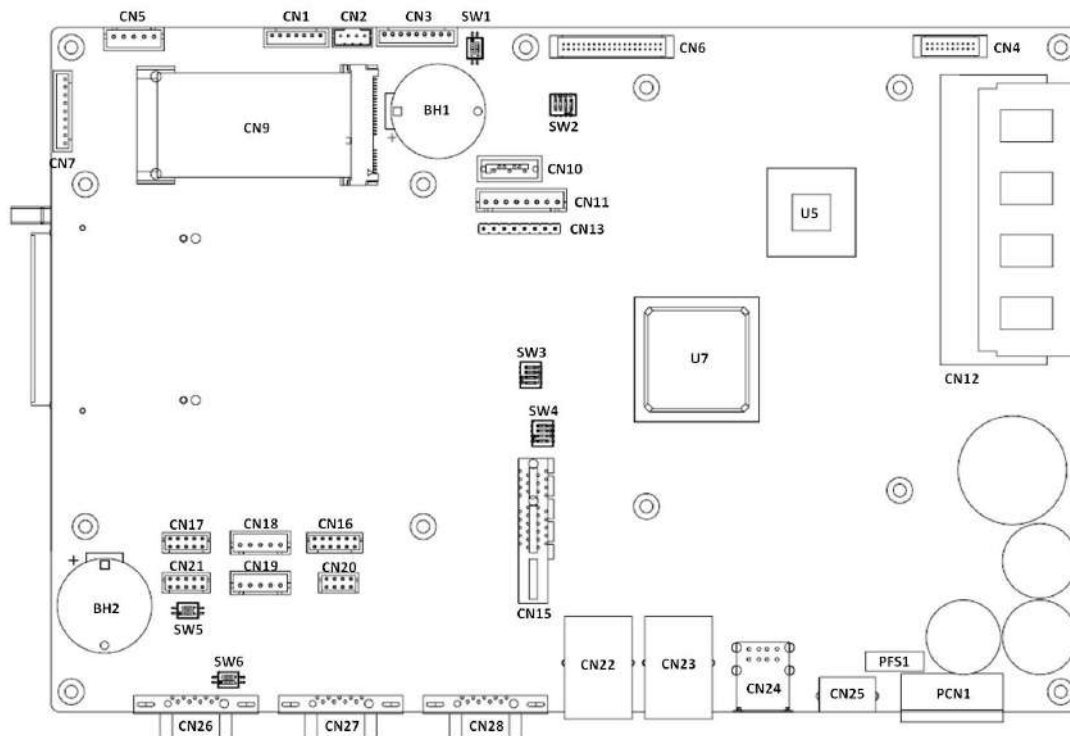 CN5
CN1
CN2
CN3
SW1
CN6
CN4
CN9
BH1
+
SW2
CN7
CN10
CN11
CN13
U5
SW3
U7
CN12
SW4
CN17
CN18
CN16
+
CN21
CN19
CN20
BH2
SW5
CN15
SW6
CN22
CN23
CN24
PFS1
CN25
PCN1
CN26
CN27
CN28